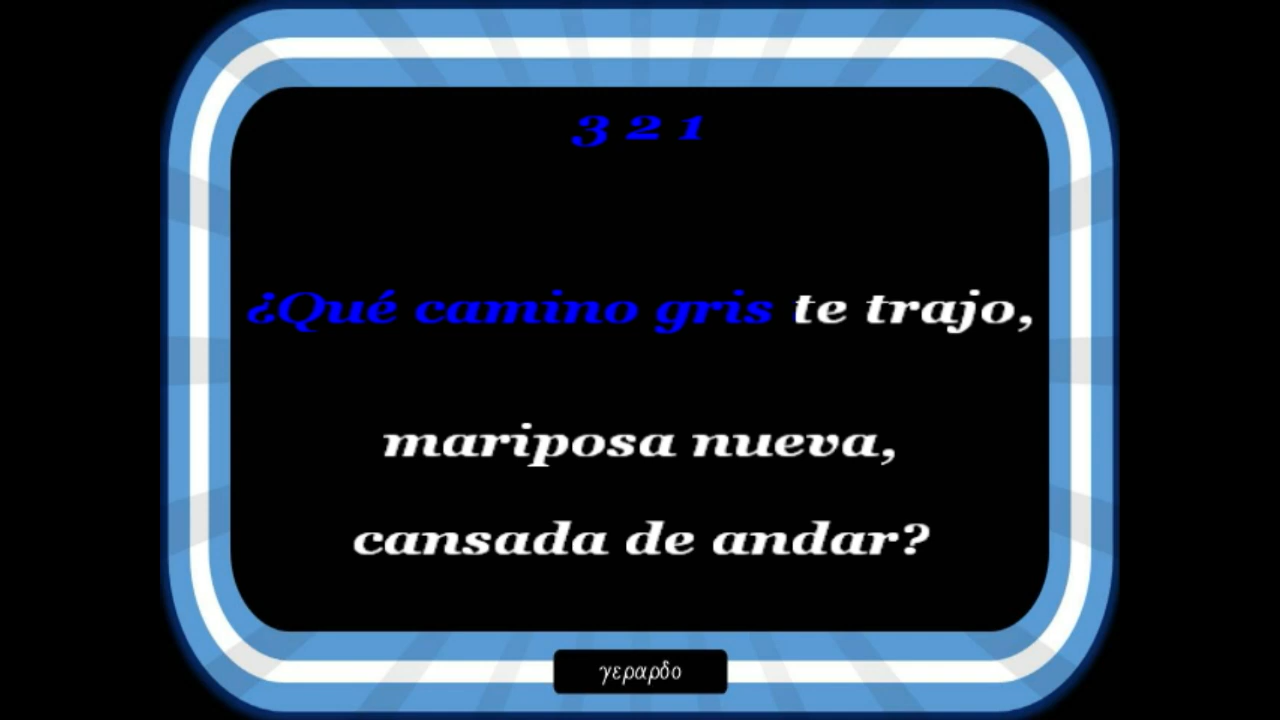 3 2 1
¿Qué camino gris te trajo,
mariposa nueva,
cansada de andar?
γεραρδο